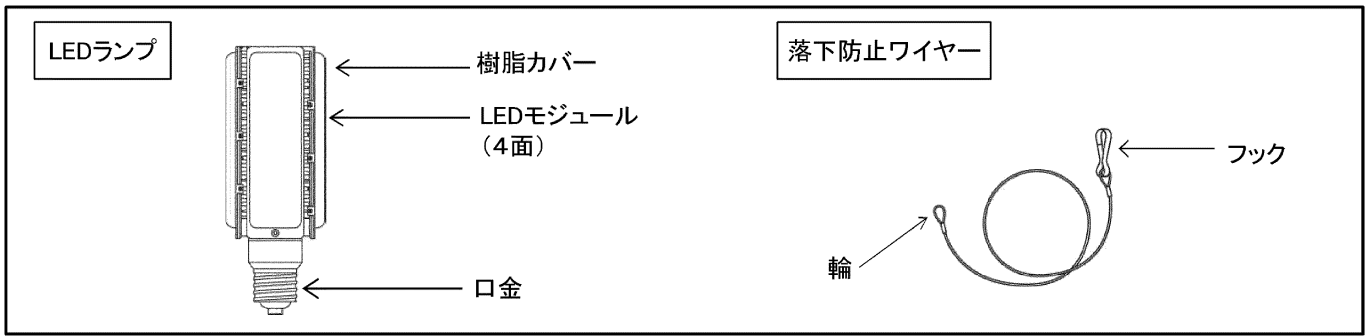 LEDランプ
樹脂カバー
LEDモジュール
（４面）
口金
落下防止ワイヤー
フック
輪